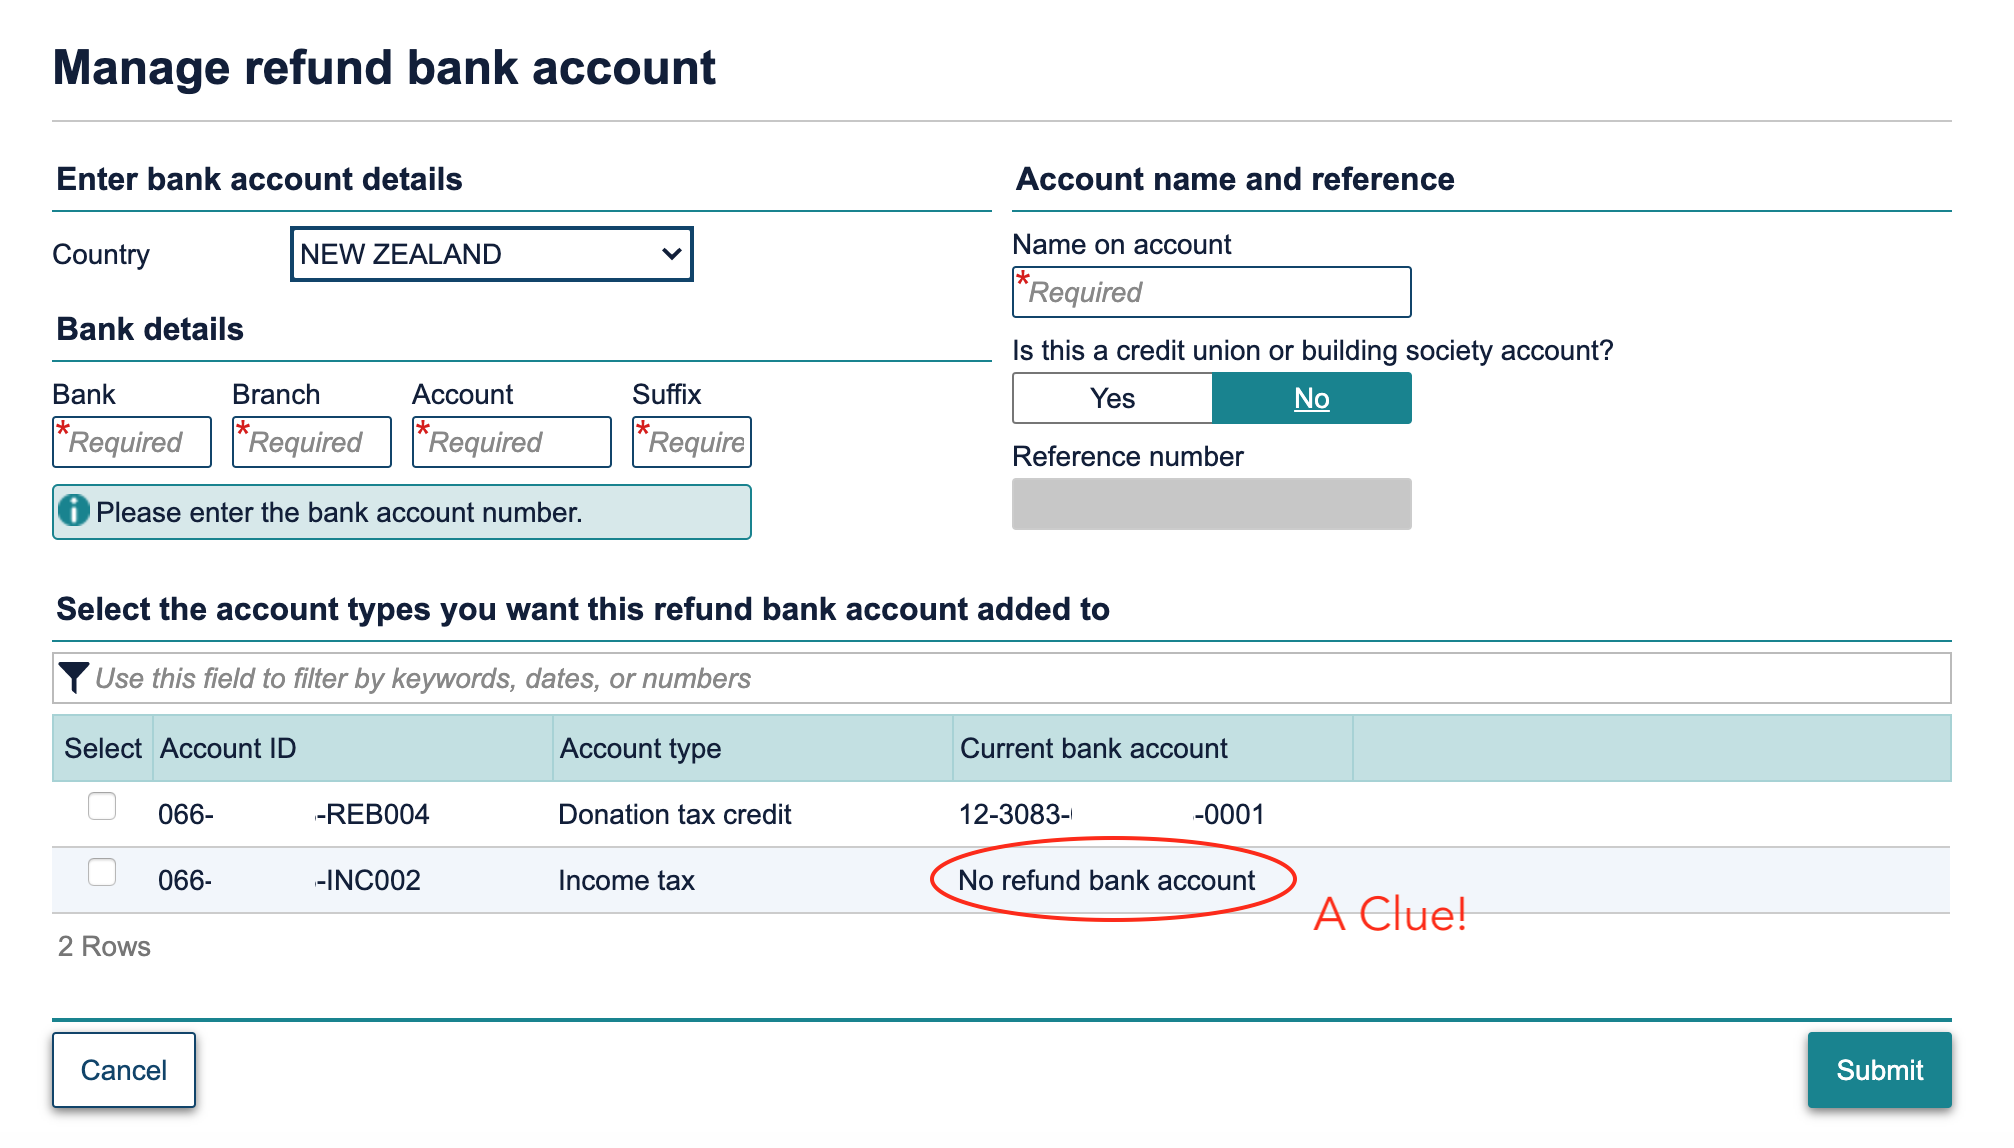 Manage refund bank account
Enter bank account details
Country NEW ZEALAND
Bank details
Bank Branch Account Suffix
*Required *Required *Required *Require
Please enter the bank account number.
Account name and reference
Name on account
*Required
Is this a credit union or building society account?
Yes No
Reference number
Select the account types you want this refund bank account added to
Use this field to filter by keywords, dates, or numbers
Select Account ID Account type Current bank account
066- -REB004 Donation tax credit 12-3083- -0001
066- -INC002 Income tax No refund bank account
A Clue!
2 Rows
Cancel Submit